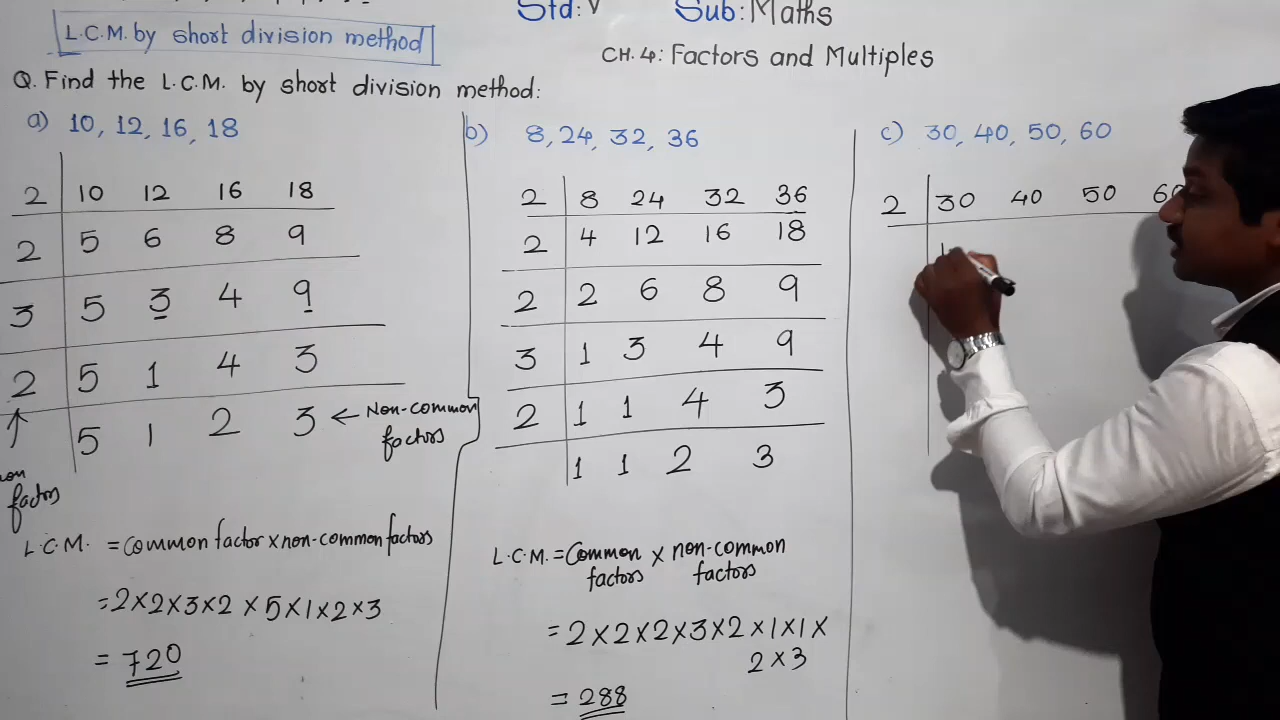 Std: V Sub: Maths
L.C.M. by short division method
CH. 4: Factors and Multiples
Q. Find the L.C.M. by short division method:
a) 10, 12, 16, 18
2 10 12 16 18
2 5 6 8 9
3 5 3 4 9
2 5 1 4 3
5 1 2 3 ← Non-common
factors
factors
L.C.M. = Common factor x non-common factors
= 2 x 2 x 3 x 2 x 5 x 1 x 2 x 3
= 720
b) 8, 24, 32, 36
2 8 24 32 36
2 4 12 16 18
2 2 6 8 9
3 1 3 4 9
2 1 1 4 3
1 1 2 3
L.C.M. = Common x non-common
factors factors
= 2 x 2 x 2 x 3 x 2 x 1 x 1 x
2 x 3
= 288
c) 30, 40, 50, 60
2 30 40 50 60